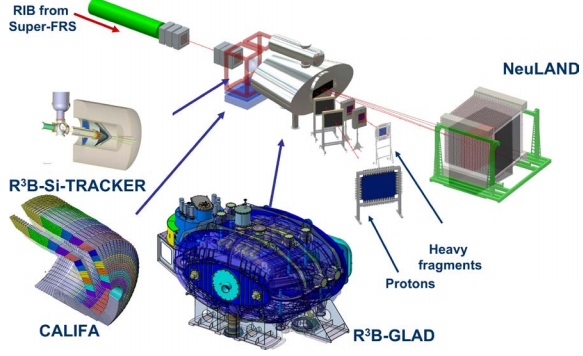 RIB from
Super-FRS
NeuLAND
R³B-Si-TRACKER
Heavy
fragments
Protons
CALIFA
R³B-GLAD